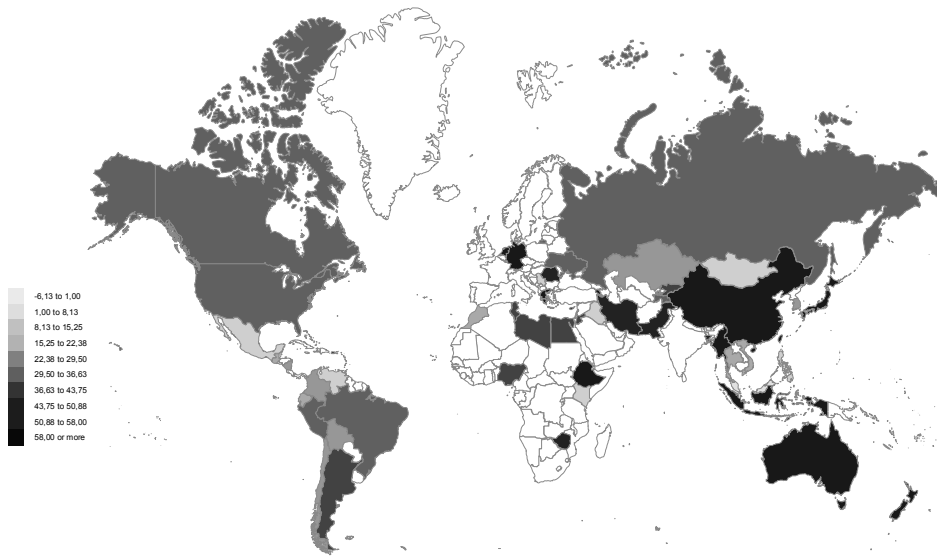 -6,13 to 1,00
1,00 to 8,13
8,13 to 15,25
15,25 to 22,38
22,38 to 29,50
29,50 to 36,63
36,63 to 43,75
43,75 to 50,88
50,88 to 58,00
58,00 or more